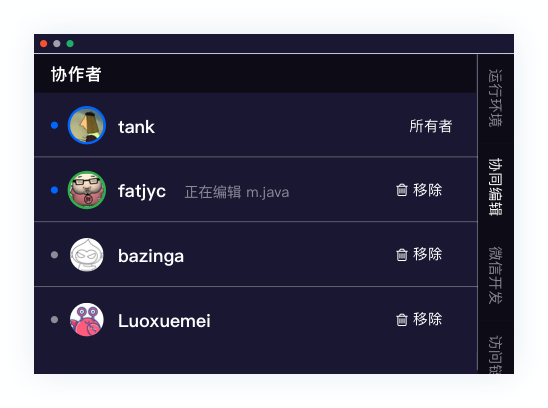 协作者
tank 所有者
fatjyc 正在编辑 m.java 移除
bazinga 移除
Luoxuemei 移除
运行环境
协同编辑
微信开发
访问链